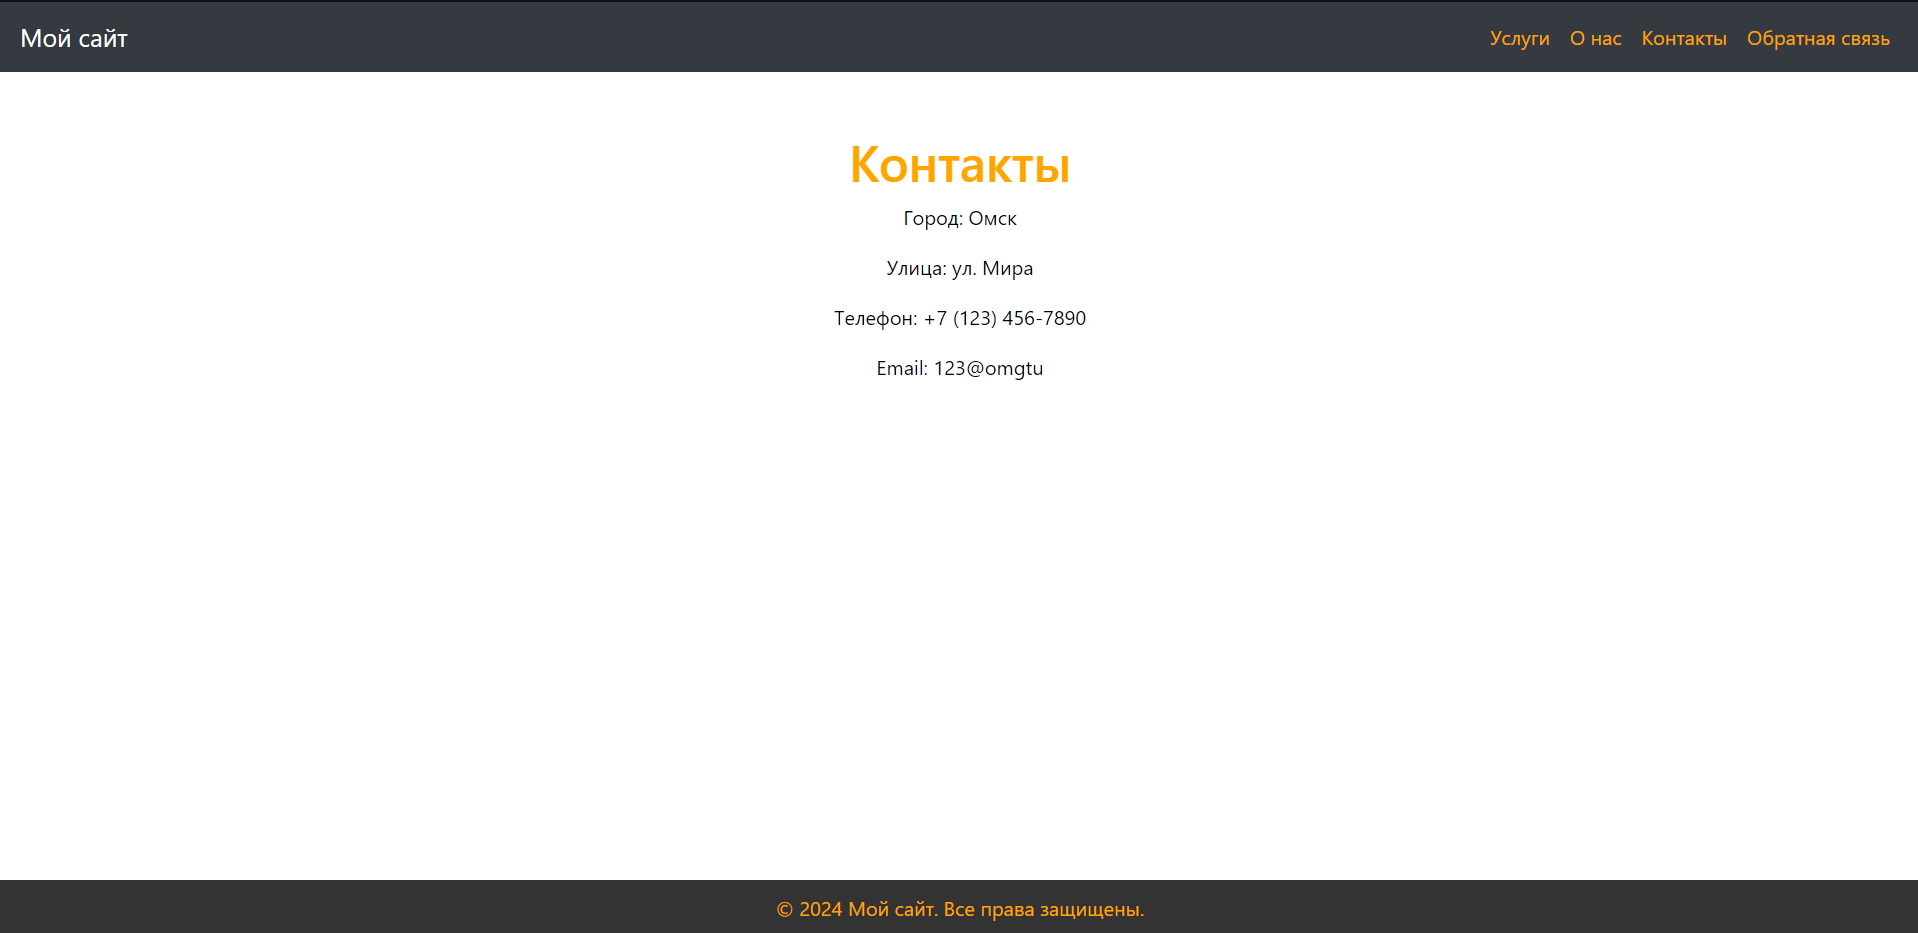 Мой сайт
Услуги О нас Контакты Обратная связь
Контакты
Город: Омск
Улица: ул. Мира
Телефон: +7 (123) 456-7890
Email: 123@omgtu
© 2024 Мой сайт. Все права защищены.